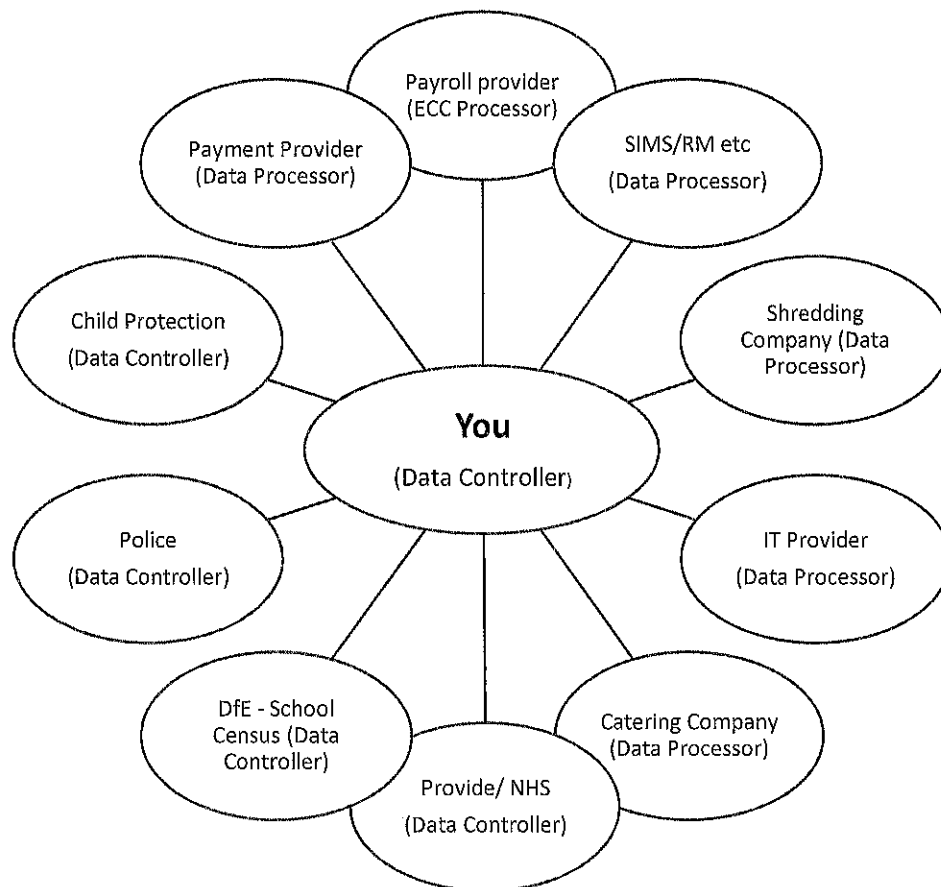 Payroll provider
(ECC Processor)
Payment Provider
(Data Processor)
SIMS/RM etc
(Data Processor)
Child Protection
(Data Controller)
Shredding
Company (Data
Processor)
You
(Data Controller)
Police
(Data Controller)
IT Provider
(Data Processor)
DfE - School
Census (Data
Controller)
Catering Company
(Data Processor)
Provide/ NHS
(Data Controller)